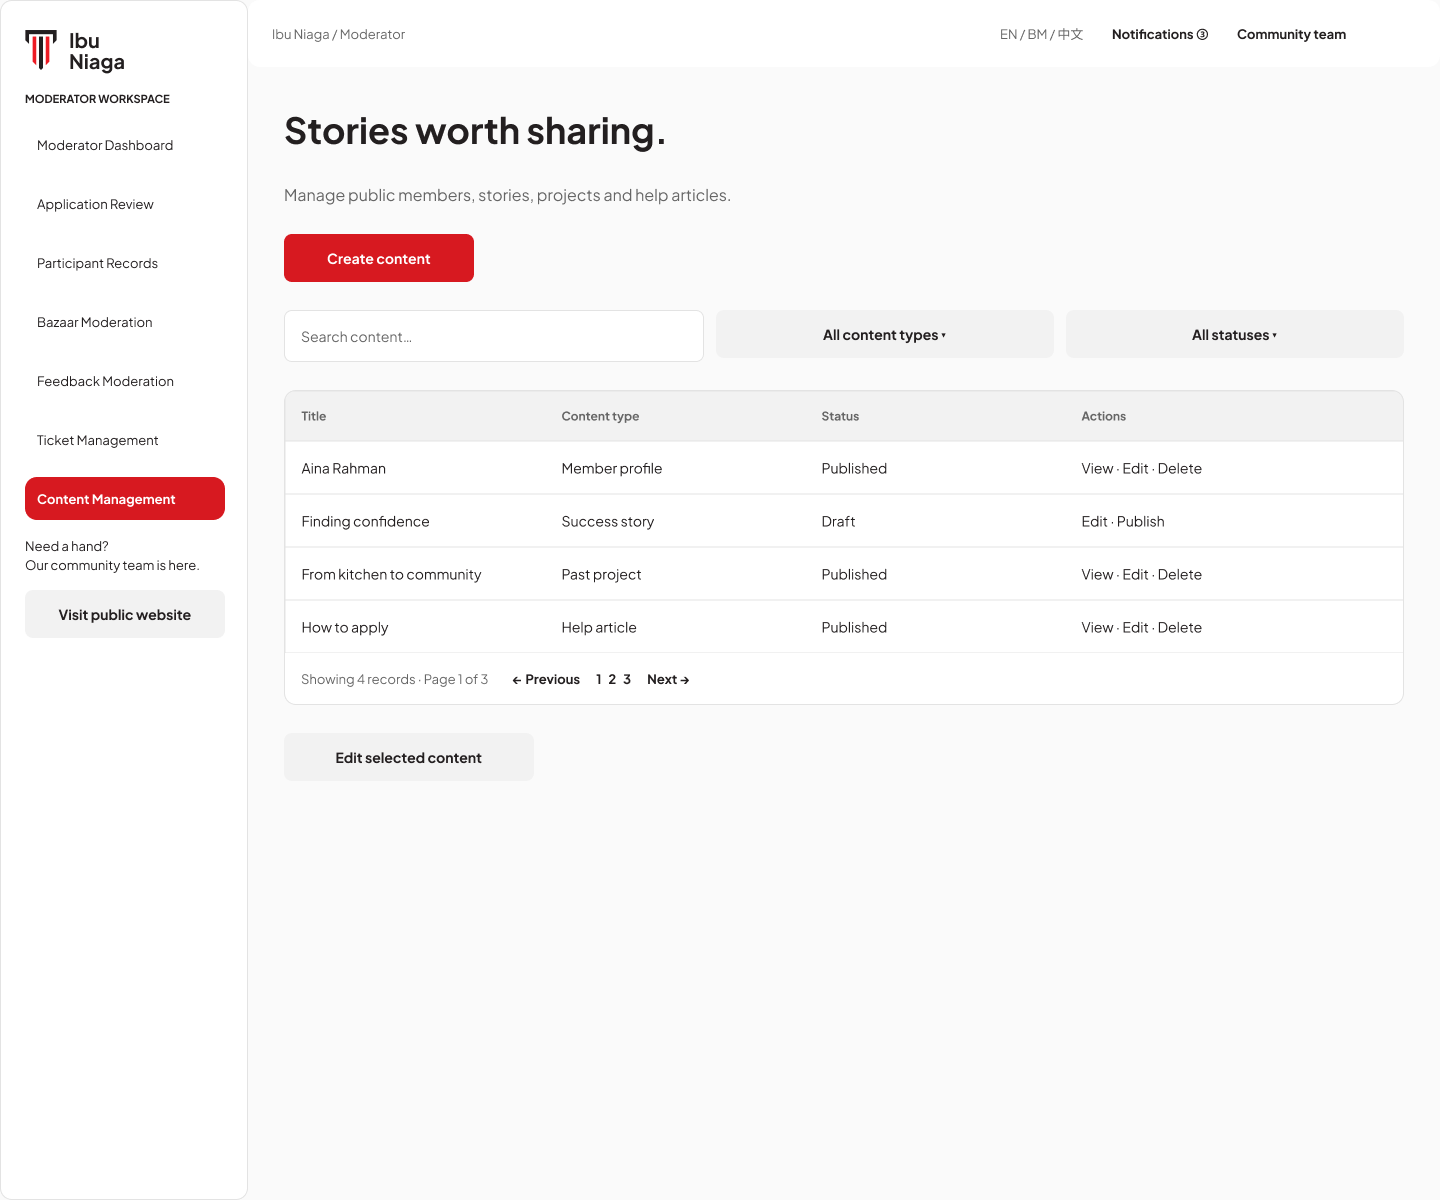 Ibu
Niaga
MODERATOR WORKSPACE
Moderator Dashboard
Application Review
Participant Records
Bazaar Moderation
Feedback Moderation
Ticket Management
Content Management
Need a hand?
Our community team is here.
Visit public website
Ibu Niaga / Moderator
EN / BM / 中文
Notifications ③
Community team
Stories worth sharing.
Manage public members, stories, projects and help articles.
Create content
Search content...
All content types ▾
All statuses ▾
Title Content type Status Actions
Aina Rahman Member profile Published View · Edit · Delete
Finding confidence Success story Draft Edit · Publish
From kitchen to community Past project Published View · Edit · Delete
How to apply Help article Published View · Edit · Delete
Showing 4 records · Page 1 of 3 ← Previous 1 2 3 Next →
Edit selected content